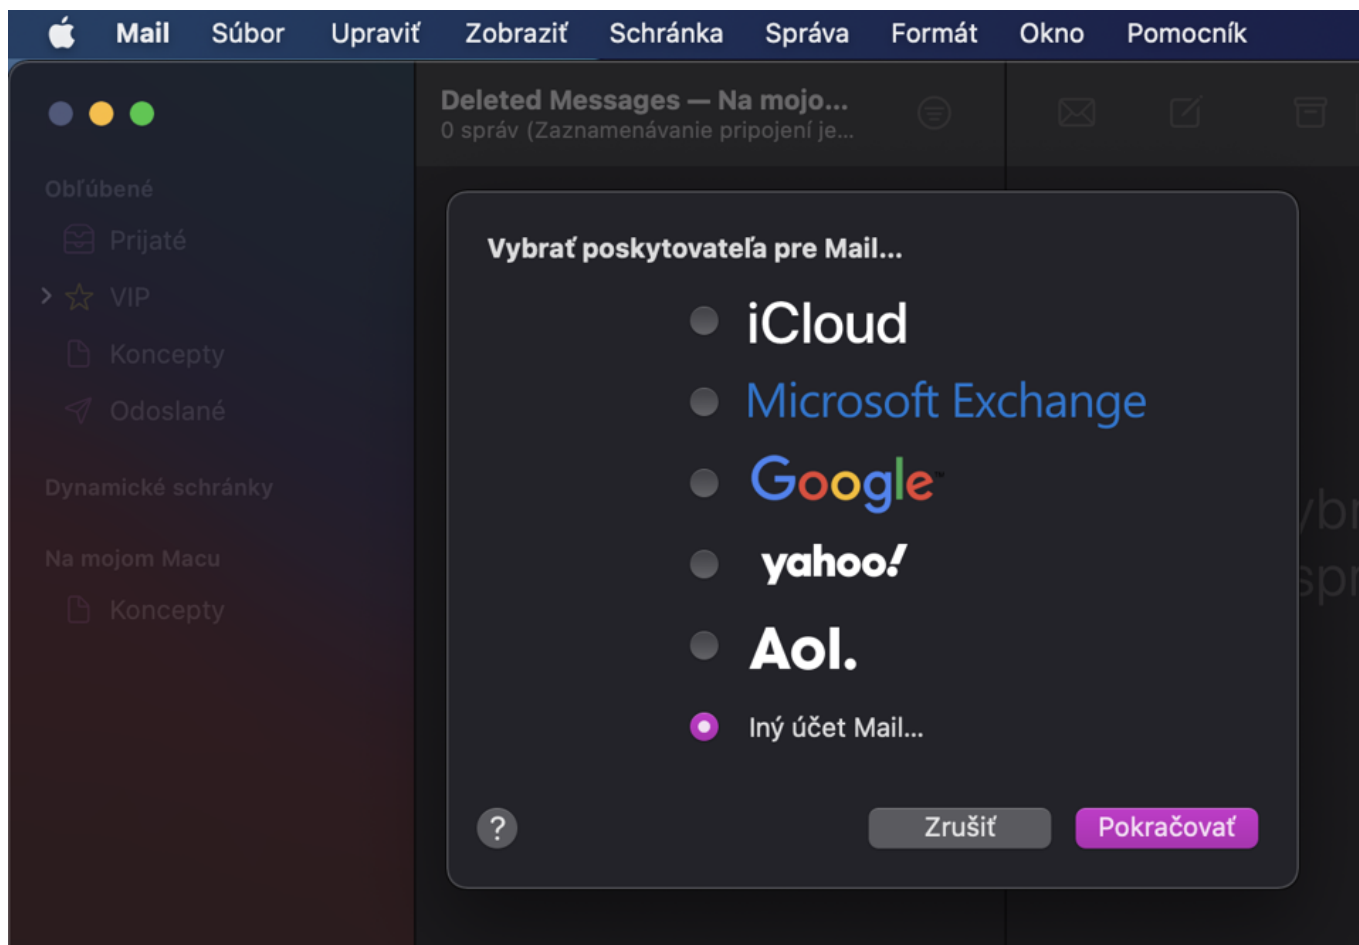 Mail Súbor Upraviť Zobraziť Schránka Správa Formát Okno Pomocník
Deleted Messages — Na mojo...
0 správ (Zaznamenávanie pripojení je...
Obľúbené
Prijaté
VIP
Koncepty
Odoslané
Dynamické schránky
Na mojom Macu
Koncepty
Vybrať poskytovateľa pre Mail...
iCloud
Microsoft Exchange
Google™
yahoo!
Aol.
Iný účet Mail...
?
Zrušiť
Pokračovať